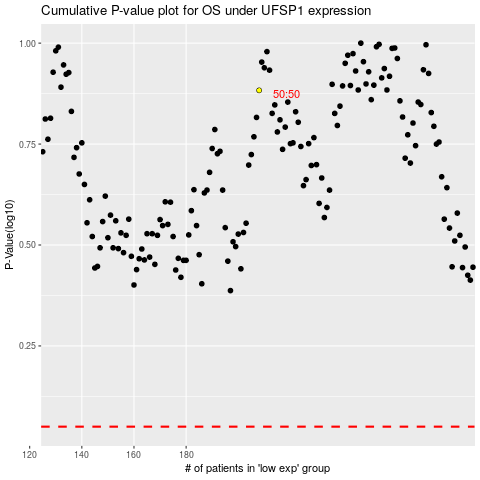 Cumulative P-value plot for OS under UFSP1 expression
P-Value(log10)
1.00
0.75
0.50
0.25
50:50
120 140 160 180
# of patients in 'low exp' group